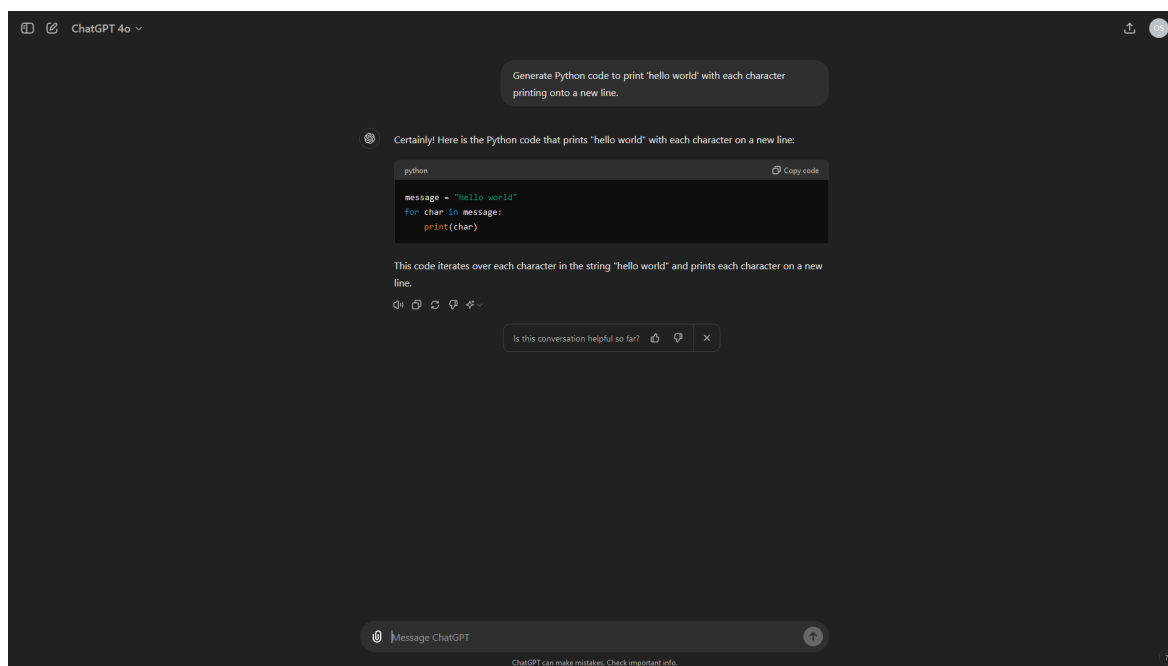 ChatGPT 4o
OS
Generate Python code to print 'hello world' with each character
printing onto a new line.
Certainly! Here is the Python code that prints "hello world" with each character on a new line:
python
Copy code
message = "hello world"
for char in message:
    print(char)
This code iterates over each character in the string "hello world" and prints each character on a new
line.
Is this conversation helpful so far?
Message ChatGPT
ChatGPT can make mistakes. Check important info.
?